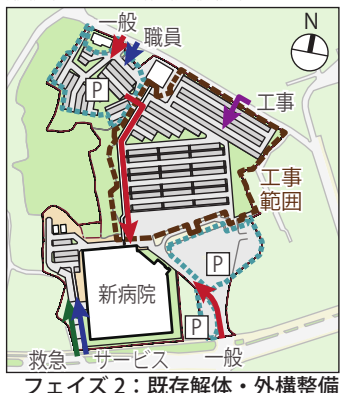 一般
職員
N
P
工事
工事
範囲
P
新病院
P
救急
サービス
一般
フェイズ2:既存解体・外構整備